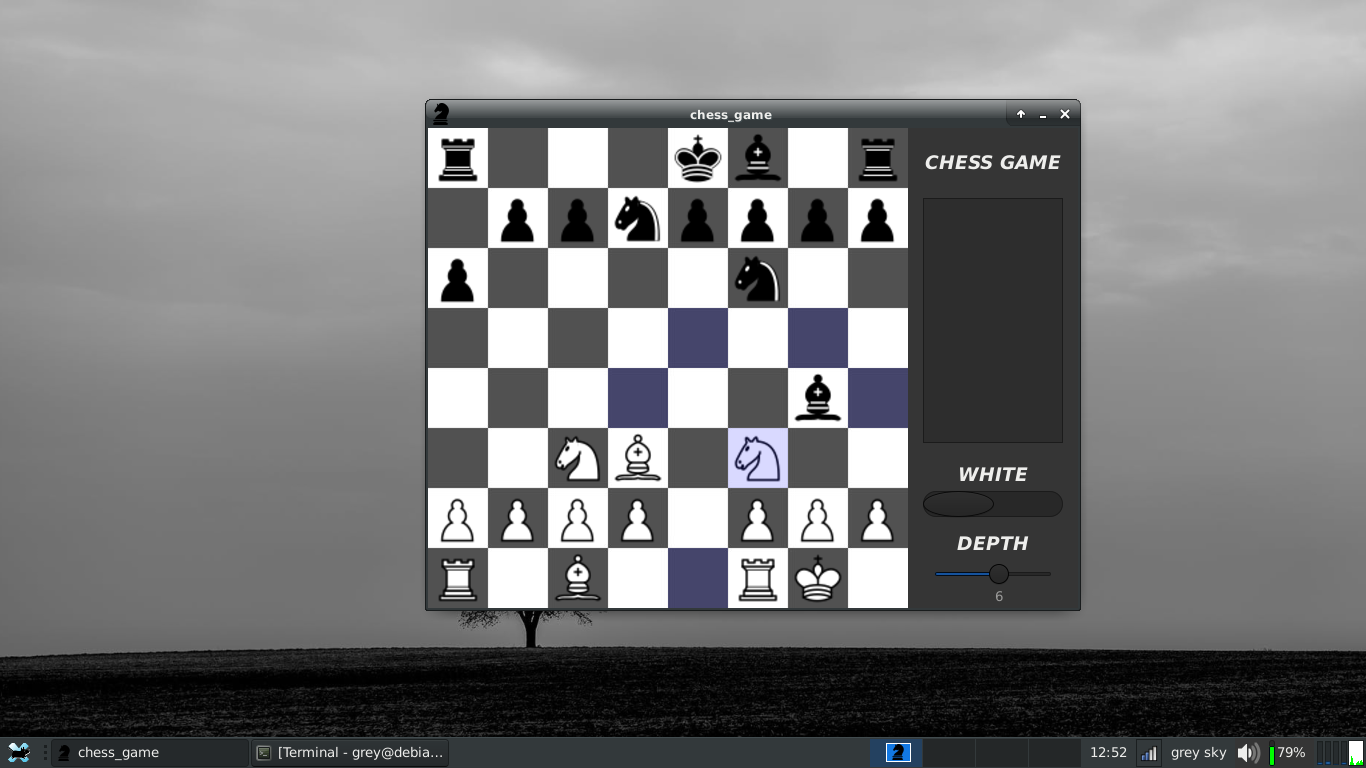 chess_game
CHESS GAME
WHITE
DEPTH
6
chess_game
[Terminal - grey@debia...
12:52
grey sky
79%